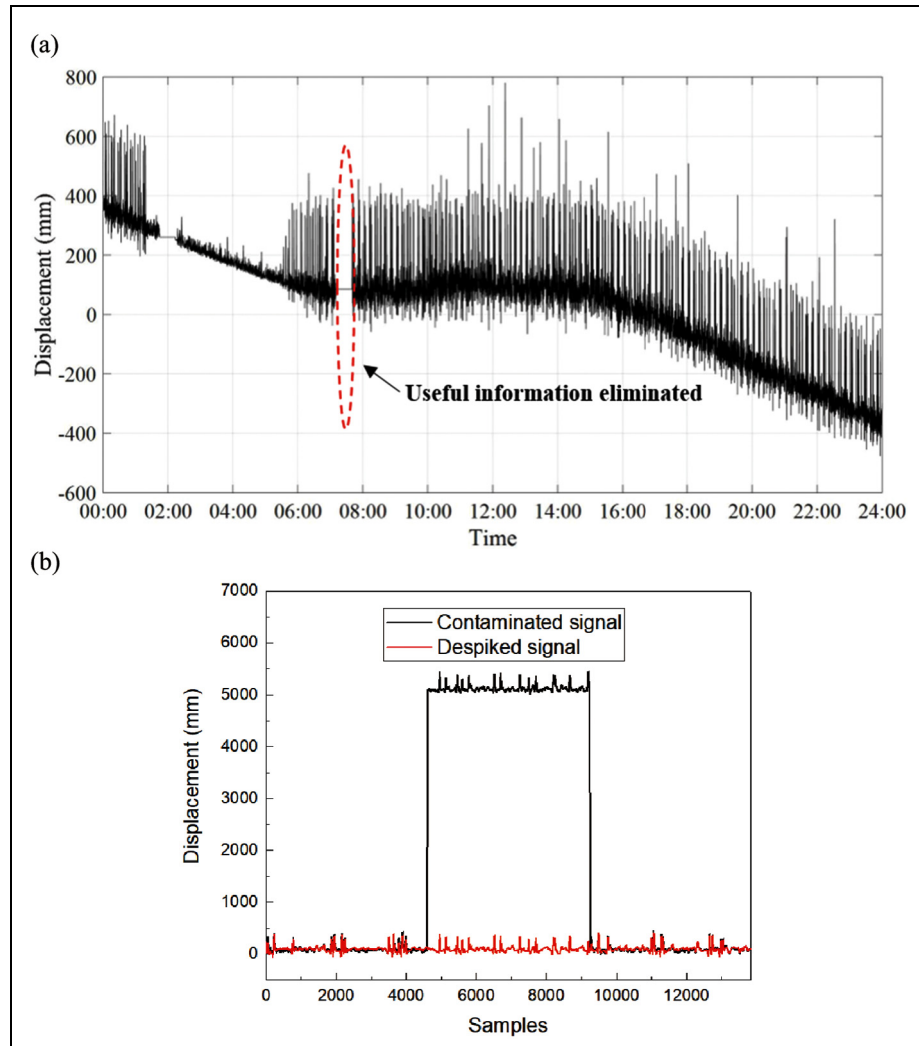 (a)
800
600
400
200
0
-200
-400
-600
Displacement (mm)
Useful information eliminated
00:00 02:00 04:00 06:00 08:00 10:00 12:00 14:00 16:00 18:00 20:00 22:00 24:00
Time
(b)
7000
6000
5000
4000
3000
2000
1000
0
Displacement (mm)
Contaminated signal
Despiked signal
0 2000 4000 6000 8000 10000 12000
Samples